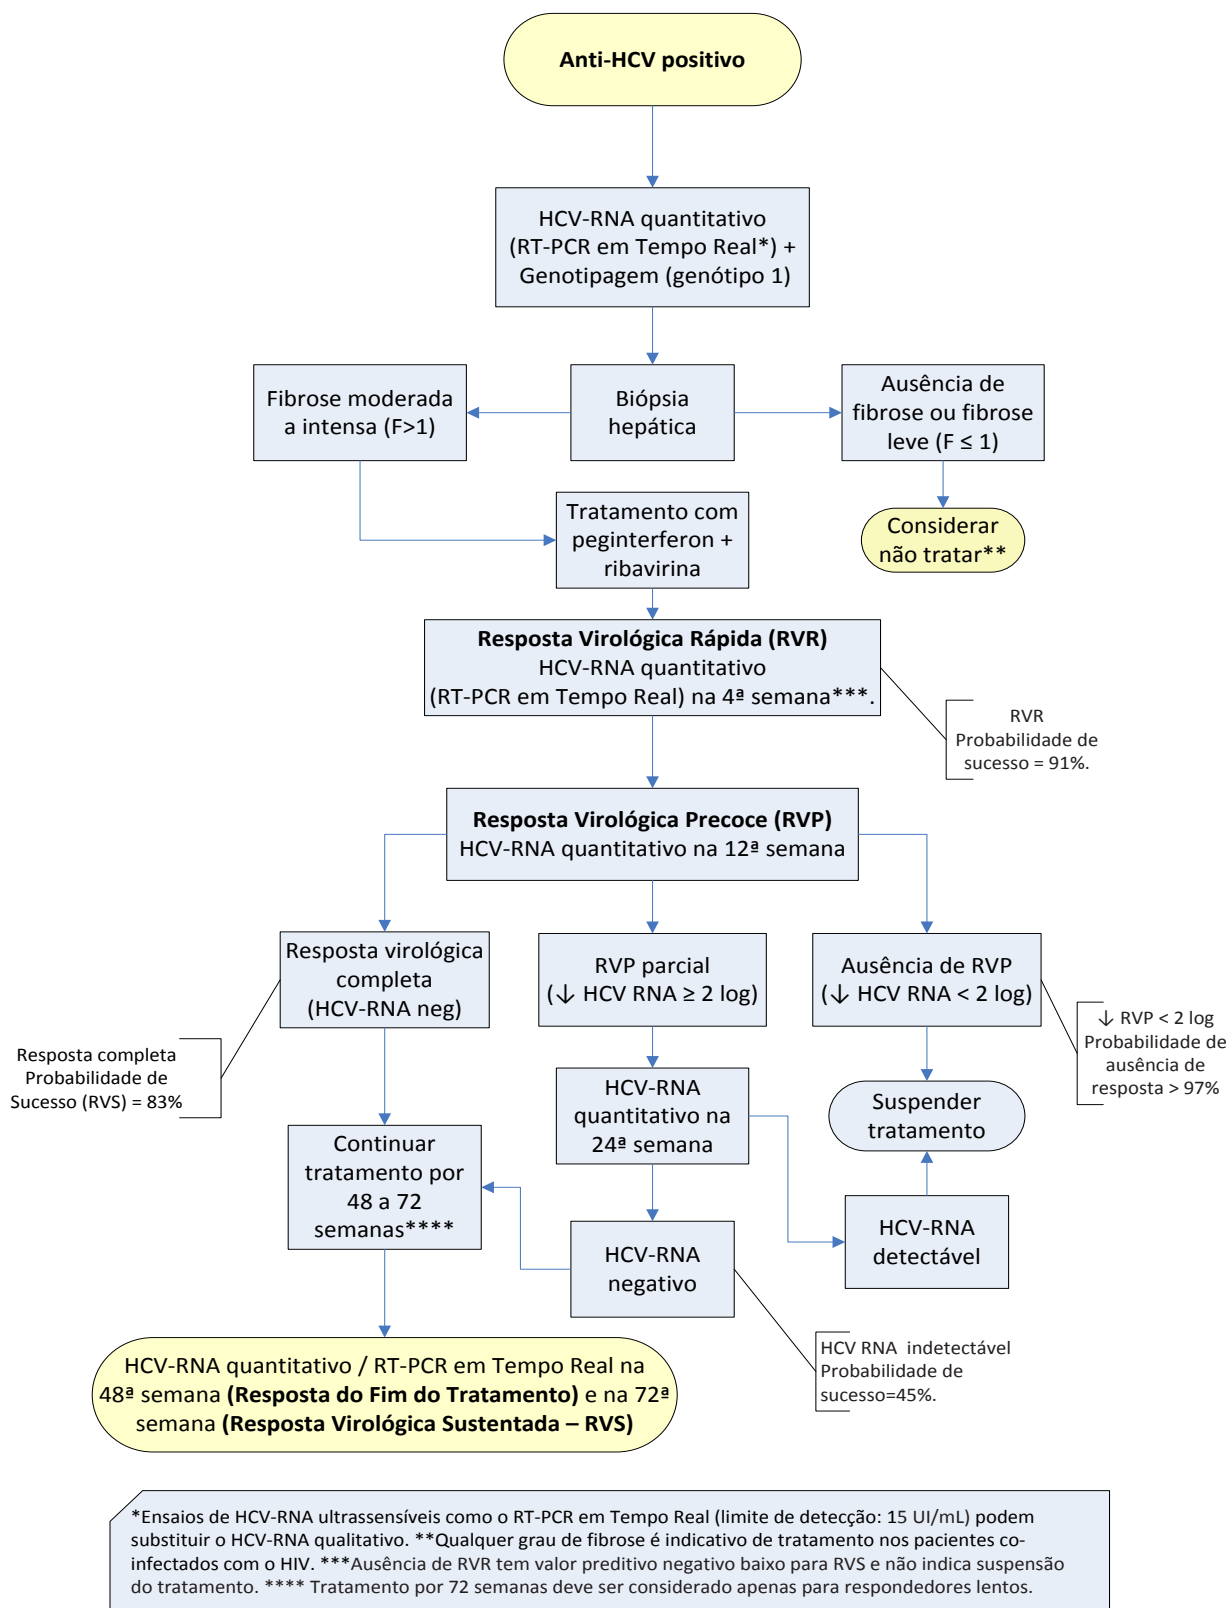 Anti-HCV positivo
HCV-RNA quantitativo
(RT-PCR em Tempo Real*) +
Genotipagem (genótipo 1)
Fibrose moderada
a intensa (F>1)
Biópsia
hepática
Ausência de
fibrose ou fibrose
leve (F ≤ 1)
Tratamento com
peginterferon +
ribavirina
Considerar
não tratar**
Resposta Virológica Rápida (RVR)
HCV-RNA quantitativo
(RT-PCR em Tempo Real) na 4ª semana***.
RVR
Probabilidade de
sucesso = 91%.
Resposta Virológica Precoce (RVP)
HCV-RNA quantitativo na 12ª semana
Resposta virológica
completa
(HCV-RNA neg)
RVP parcial
(↓ HCV RNA ≥ 2 log)
Ausência de RVP
(↓ HCV RNA < 2 log)
Resposta completa
Probabilidade de
Sucesso (RVS) = 83%
↓ RVP < 2 log
Probabilidade de
ausência de
resposta > 97%
HCV-RNA
quantitativo na
24ª semana
Suspender
tratamento
Continuar
tratamento por
48 a 72
semanas****
HCV-RNA
negativo
HCV-RNA
detectável
HCV RNA indetectável
Probabilidade de
sucesso=45%.
HCV-RNA quantitativo / RT-PCR em Tempo Real na
48ª semana (Resposta do Fim do Tratamento) e na 72ª
semana (Resposta Virológica Sustentada – RVS)
*Ensaios de HCV-RNA ultrassensíveis como o RT-PCR em Tempo Real (limite de detecção: 15 UI/mL) podem
substituir o HCV-RNA qualitativo. **Qualquer grau de fibrose é indicativo de tratamento nos pacientes co-
infectados com o HIV. ***Ausência de RVR tem valor preditivo negativo baixo para RVS e não indica suspensão
do tratamento. **** Tratamento por 72 semanas deve ser considerado apenas para respondedores lentos.